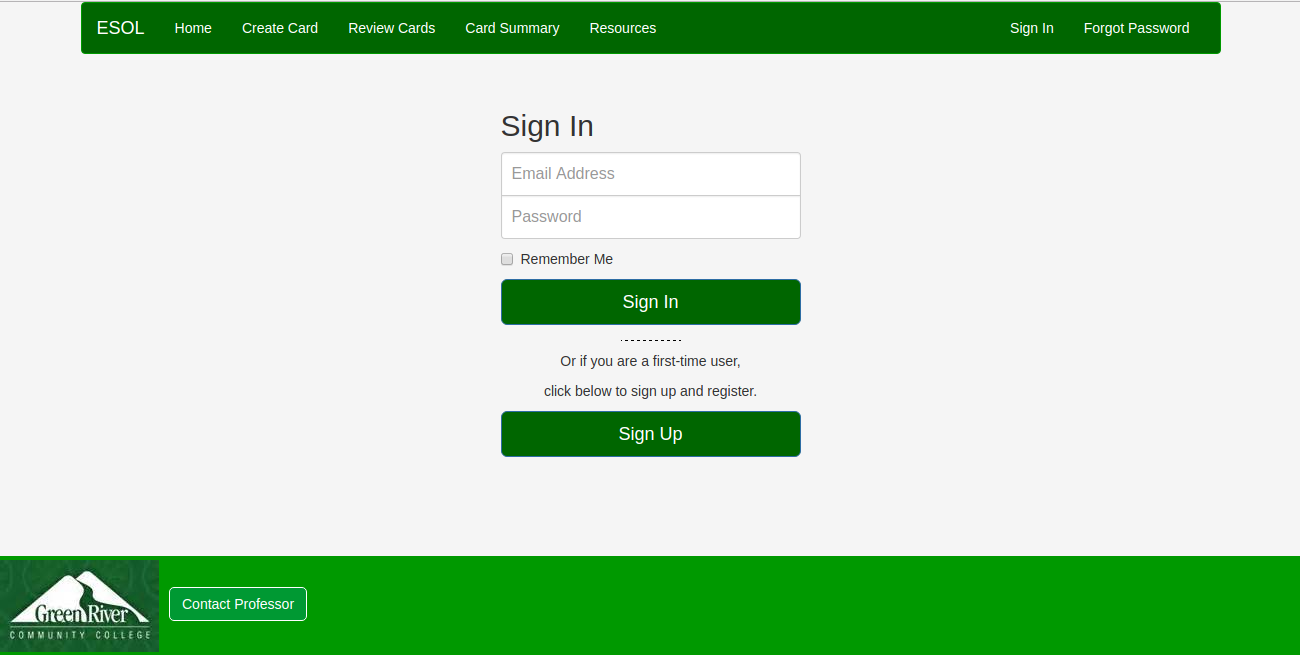 ESOL Home Create Card Review Cards Card Summary Resources Sign In Forgot Password
Sign In
Email Address
Password
Remember Me
Sign In
Or if you are a first-time user,
click below to sign up and register.
Sign Up
Green River
COMMUNITY COLLEGE
Contact Professor